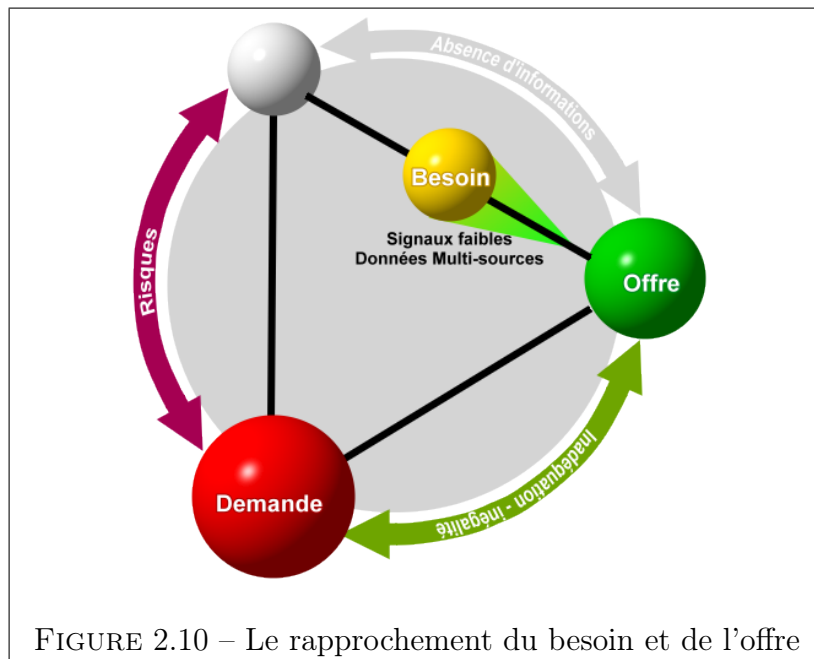 Absence d'informations
Besoin
Signaux faibles
Données Multi-sources
Risques
Offre
Demande
Inadéquation - inégalité
FIGURE 2.10 – Le rapprochement du besoin et de l'offre